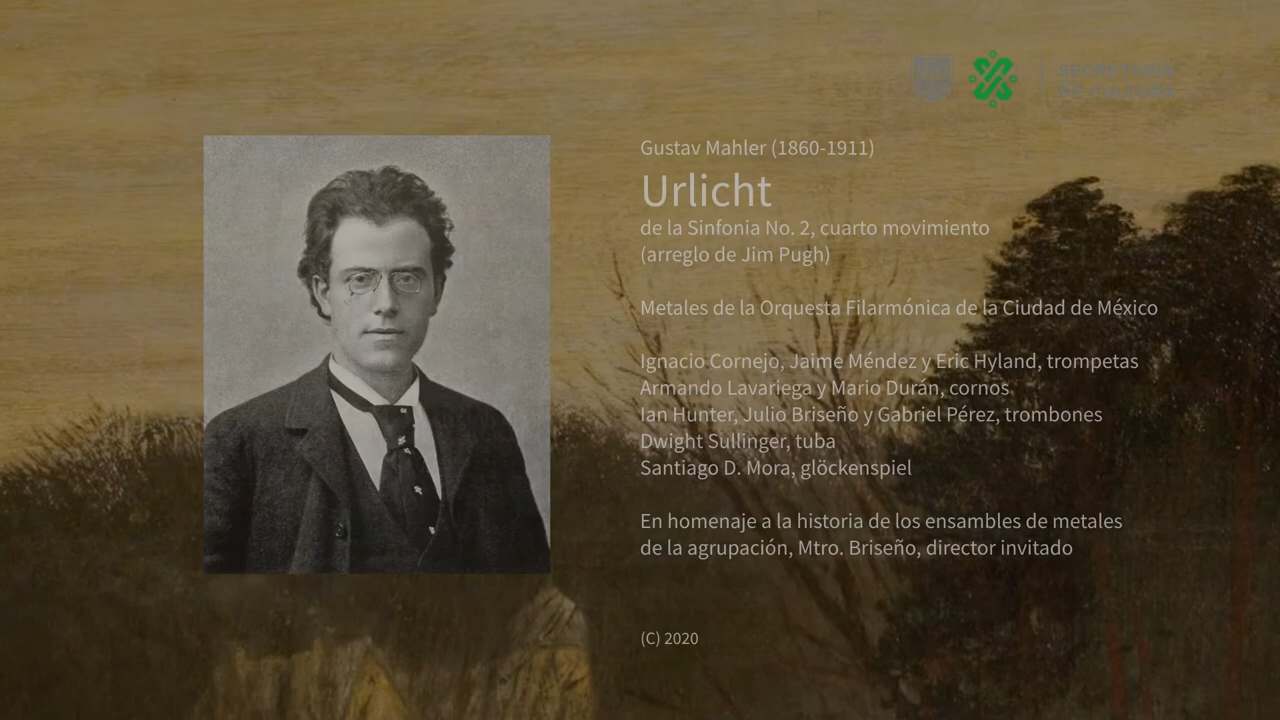 SECRETARÍA
DE CULTURA
Gustav Mahler (1860-1911)
Urlicht
de la Sinfonia No. 2, cuarto movimiento
(arreglo de Jim Pugh)
Metales de la Orquesta Filarmónica de la Ciudad de México
Ignacio Cornejo, Jaime Méndez y Eric Hyland, trompetas
Armando Lavariega y Mario Durán, cornos
Ian Hunter, Julio Briseño y Gabriel Pérez, trombones
Dwight Sullinger, tuba
Santiago D. Mora, glöckenspiel
En homenaje a la historia de los ensambles de metales
de la agrupación, Mtro. Briseño, director invitado
(C) 2020